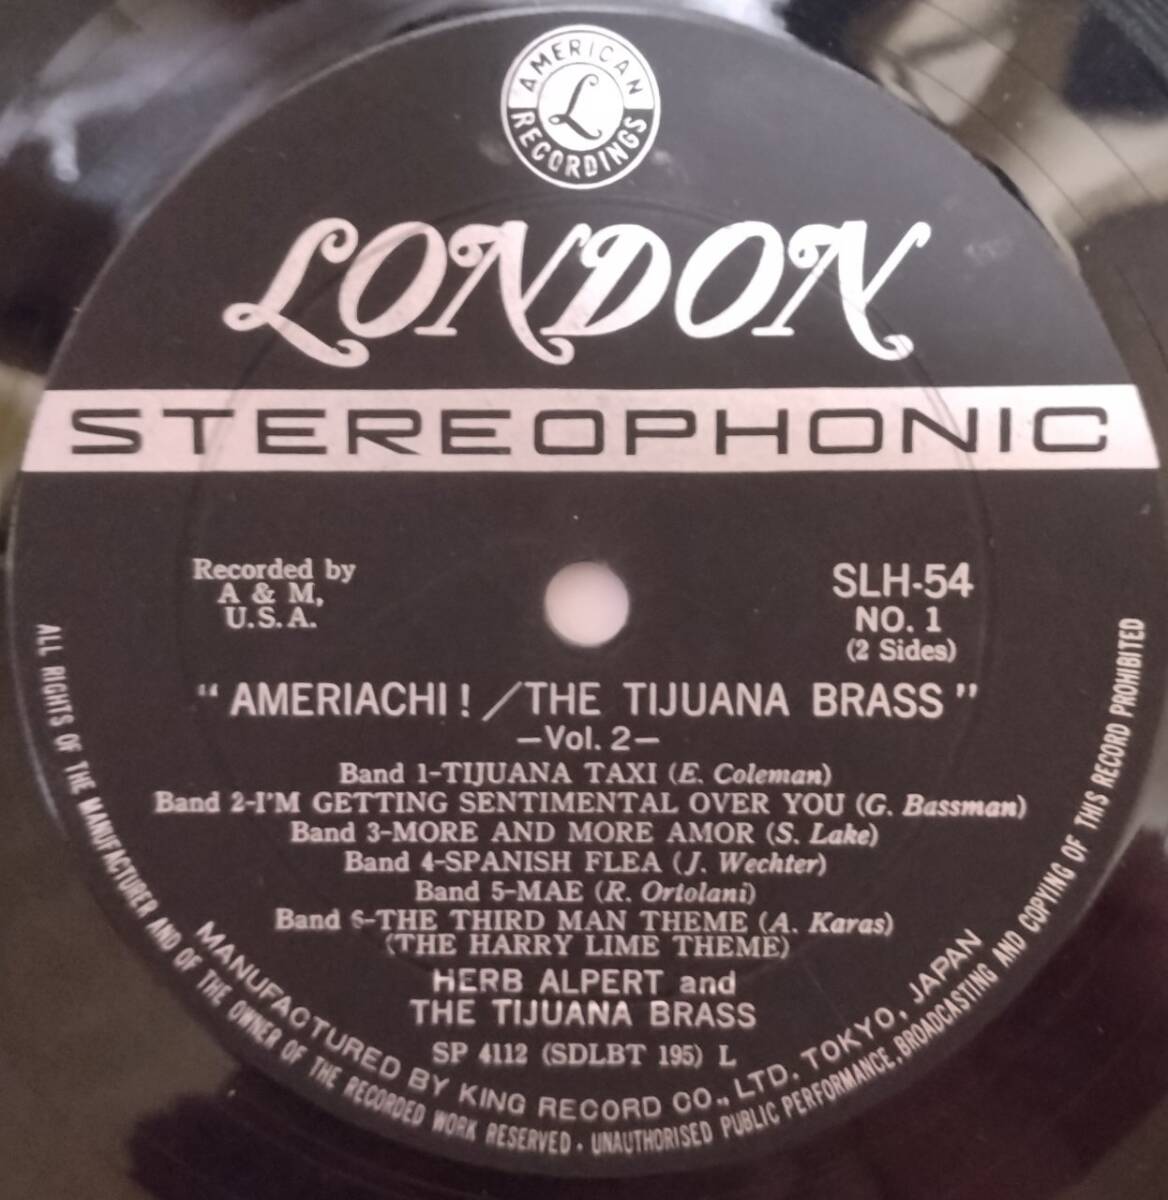 AMERICAN
L
RECORDINGS
LONDON
STEREOPHONIC
Recorded by
A & M,
U.S.A.
SLH-54
NO. 1
(2 Sides)
"AMERIACHI! /THE TIJUANA BRASS"
—Vol. 2—
Band 1-TIJUANA TAXI (E. Coleman)
Band 2-I'M GETTING SENTIMENTAL OVER YOU (G. Bassman)
Band 3-MORE AND MORE AMOR (S. Lake)
Band 4-SPANISH FLEA (J. Wechter)
Band 5-MAE (R. Ortolani)
Band 6-THE THIRD MAN THEME (A. Karas)
(THE HARRY LIME THEME)
HERB ALPERT and
THE TIJUANA BRASS
SP 4112 (SDLBT 195) L
MANUFACTURED BY KING RECORD CO., LTD. TOKYO, JAPAN
ALL RIGHTS OF THE MANUFACTURER AND OF THE OWNER OF THE RECORDED WORK RESERVED · UNAUTHORISED PUBLIC PERFORMANCE, BROADCASTING AND COPYING OF THIS RECORD PROHIBITED